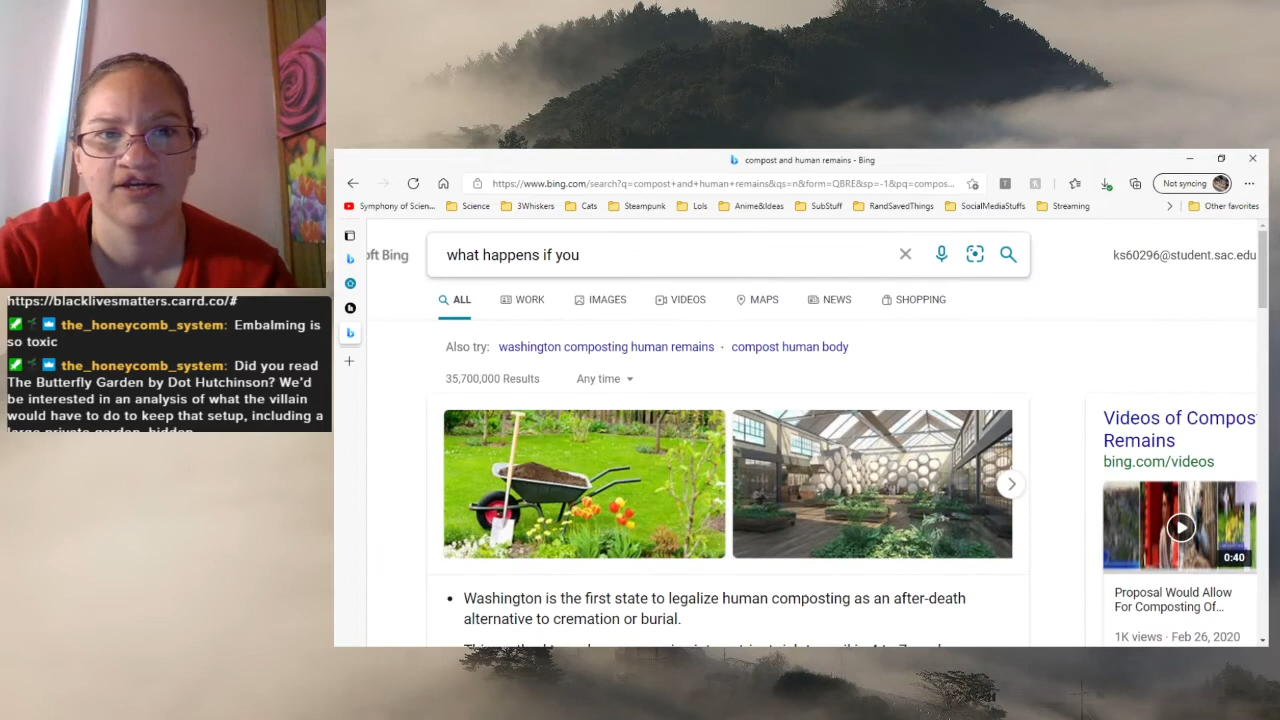 https://blacklivesmatters.carrd.co/#
the_honeycomb_system: Embalming is
so toxic
the_honeycomb_system: Did you read
The Butterfly Garden by Dot Hutchinson? We'd
be interested in an analysis of what the villain
would have to do to keep that setup, including a
large private garden, hidden
compost and human remains - Bing
https://www.bing.com/search?q=compost+and+human+remains&qs=n&form=QBRE&sp=-1&pq=compos...
Not syncing
Symphony of Scien...
Science
3Whiskers
Cats
Steampunk
Lols
Anime&Ideas
SubStuff
RandSavedThings
SocialMediaStuffs
Streaming
Other favorites
oft Bing
what happens if you
ks60296@student.sac.edu
ALL
WORK
IMAGES
VIDEOS
MAPS
NEWS
SHOPPING
Also try: washington composting human remains · compost human body
35,700,000 Results
Any time
Videos of Compos
Remains
bing.com/videos
0:40
Proposal Would Allow
For Composting Of...
1K views · Feb 26, 2020
• Washington is the first state to legalize human composting as an after-death
alternative to cremation or burial.